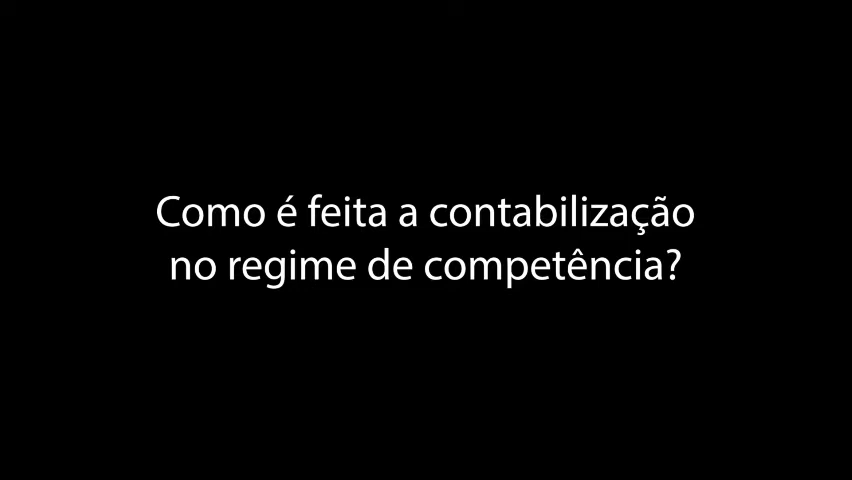 Como é feita a contabilização
no regime de competência?